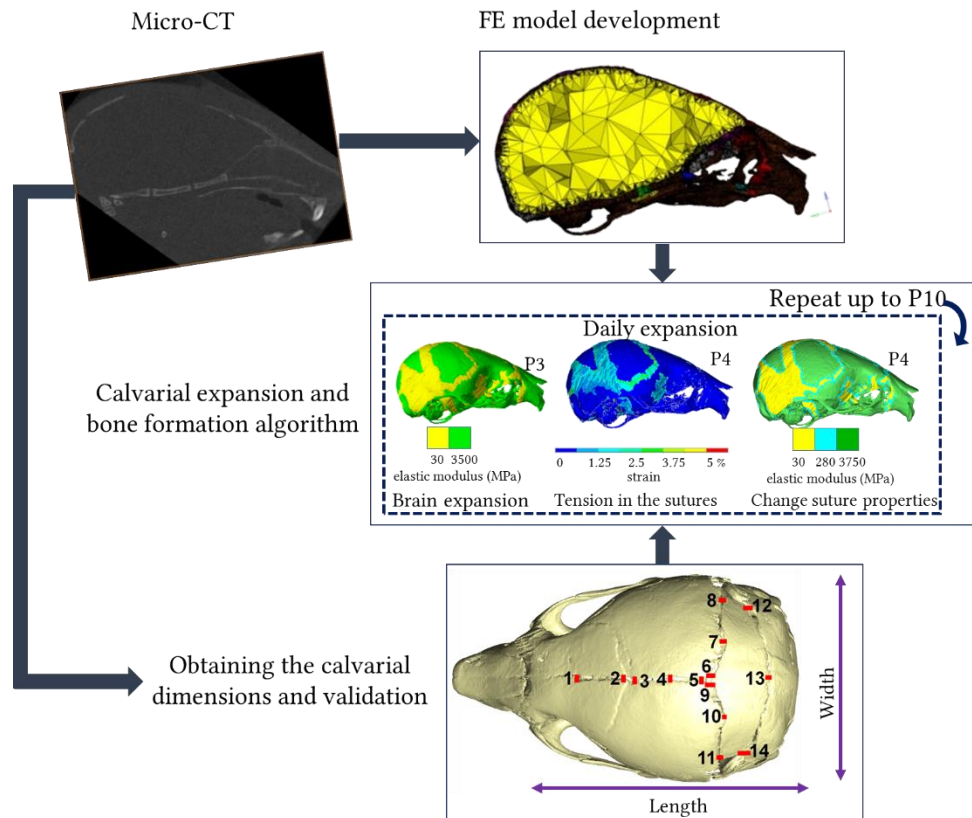 Micro-CT
FE model development
Repeat up to P10
Daily expansion
P3
P4
P4
Calvarial expansion and
bone formation algorithm
30 3500
elastic modulus (MPa)
Brain expansion
0 1.25 2.5 3.75 5 %
strain
Tension in the sutures
30 280 3750
elastic modulus (MPa)
Change suture properties
Obtaining the calvarial
dimensions and validation
1
2
3
4
5
6
7
8
9
10
11
12
13
14
Width
Length